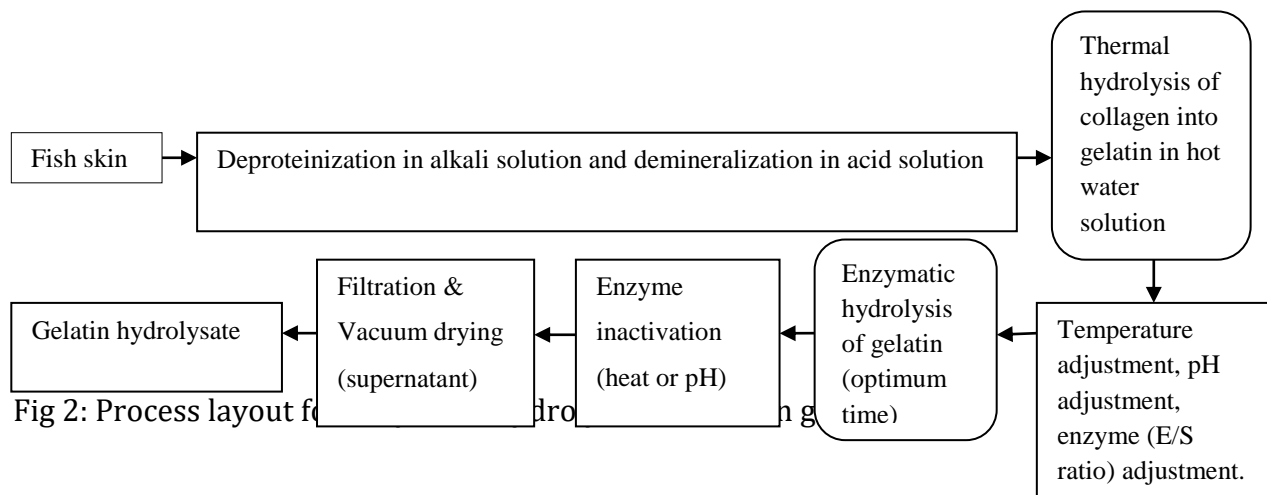 Fish skin
Deproteinization in alkali solution and demineralization in acid solution
Thermal
hydrolysis of
collagen into
gelatin in hot
water
solution
Temperature
adjustment, pH
adjustment,
enzyme (E/S
ratio) adjustment.
Enzymatic
hydrolysis
of gelatin
(optimum
time)
Enzyme
inactivation
(heat or pH)
Filtration &
Vacuum drying
(supernatant)
Gelatin hydrolysate
Fig 2: Process layout